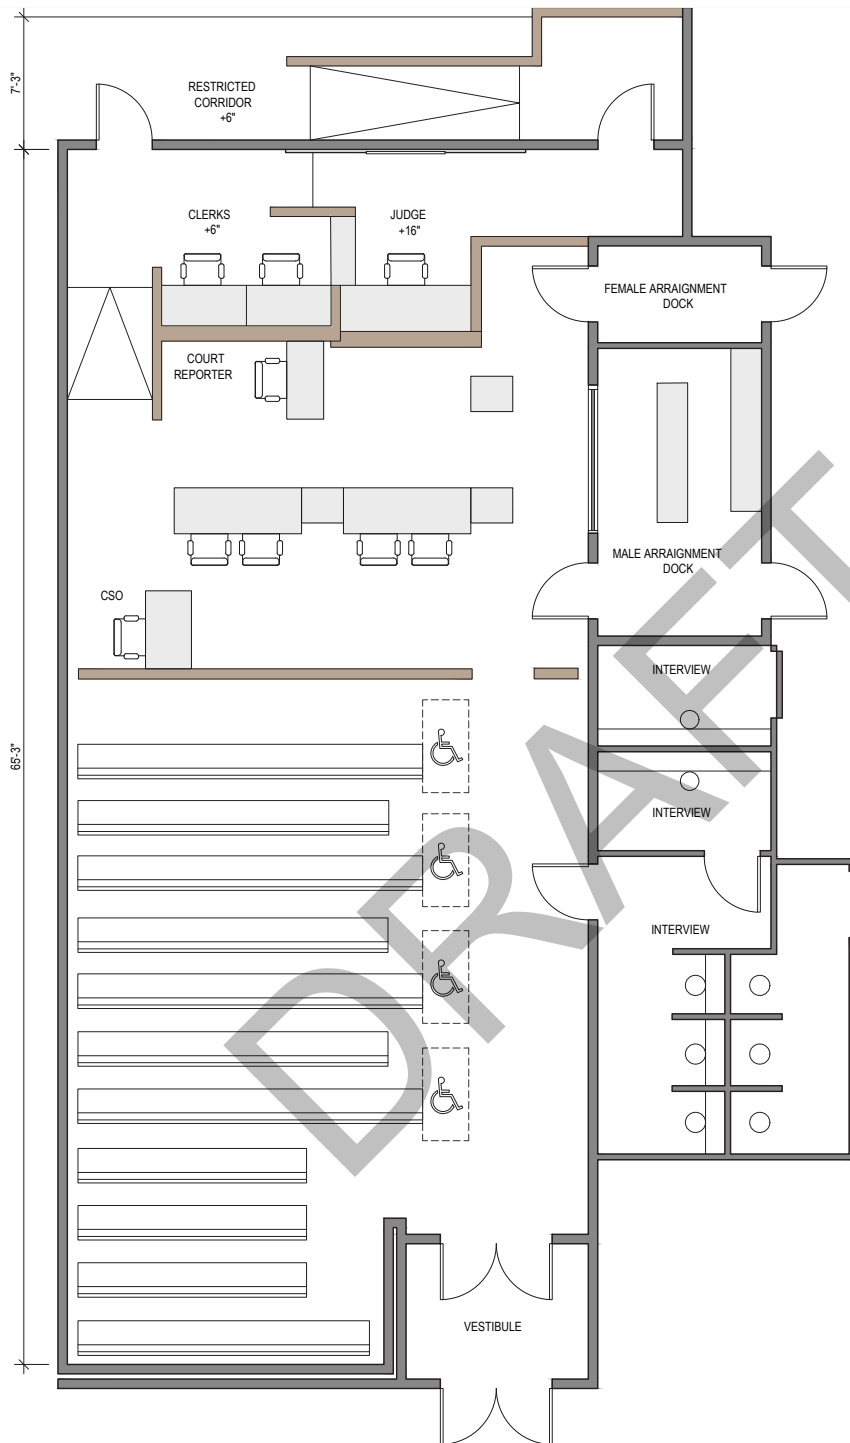 7'-3"
RESTRICTED
CORRIDOR
+6"
CLERKS
+6"
JUDGE
+16"
FEMALE ARRAIGNMENT
DOCK
COURT
REPORTER
MALE ARRAIGNMENT
DOCK
CSO
INTERVIEW
65'-3"
INTERVIEW
INTERVIEW
VESTIBULE
DRAFT